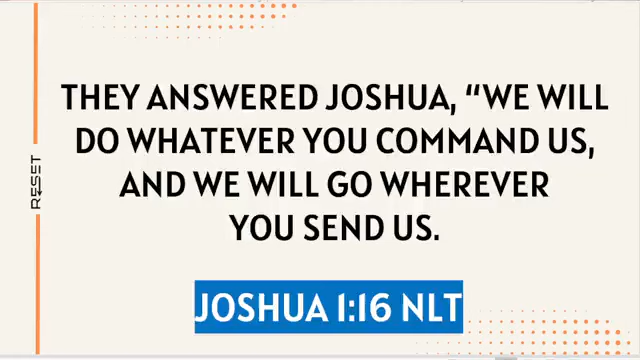 THEY ANSWERED JOSHUA, “WE WILL
DO WHATEVER YOU COMMAND US,
AND WE WILL GO WHEREVER
YOU SEND US.
JOSHUA 1:16 NLT
RESET